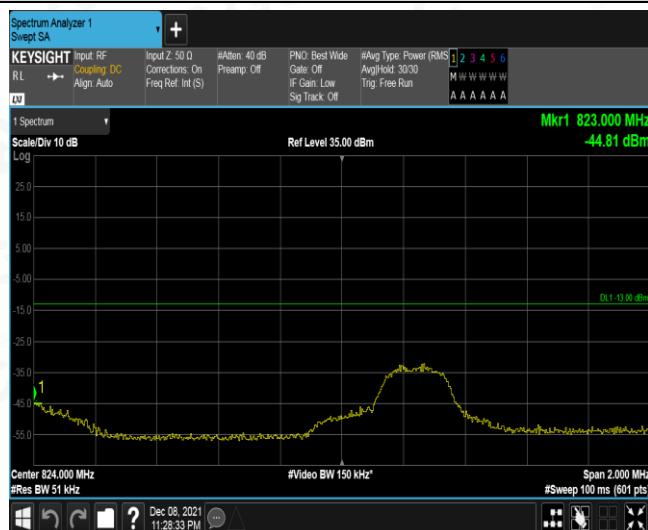 Spectrum Analyzer 1
Swept SA
+
KEYSIGHT
RL
LXI
Input: RF
Coupling: DC
Align: Auto
Input Z: 50 Ω
Corrections: On
Freq Ref: Int (S)
#Atten: 40 dB
Preamp: Off
PNO: Best Wide
Gate: Off
IF Gain: Low
Sig Track: Off
#Avg Type: Power (RMS
Avg|Hold: 30/30
Trig: Free Run
1 2 3 4 5 6
M W W W W W
A A A A A A
1 Spectrum
Mkr1 823.000 MHz
Scale/Div 10 dB
Ref Level 35.00 dBm
-44.81 dBm
Log
25.0
15.0
5.00
-5.00
DL1 -13.00 dBm
-15.0
-25.0
-35.0
1
-45.0
-55.0
Center 824.000 MHz
#Video BW 150 kHz*
Span 2.000 MHz
#Res BW 51 kHz
#Sweep 100 ms (601 pts)
?
Dec 08, 2021
11:28:33 PM